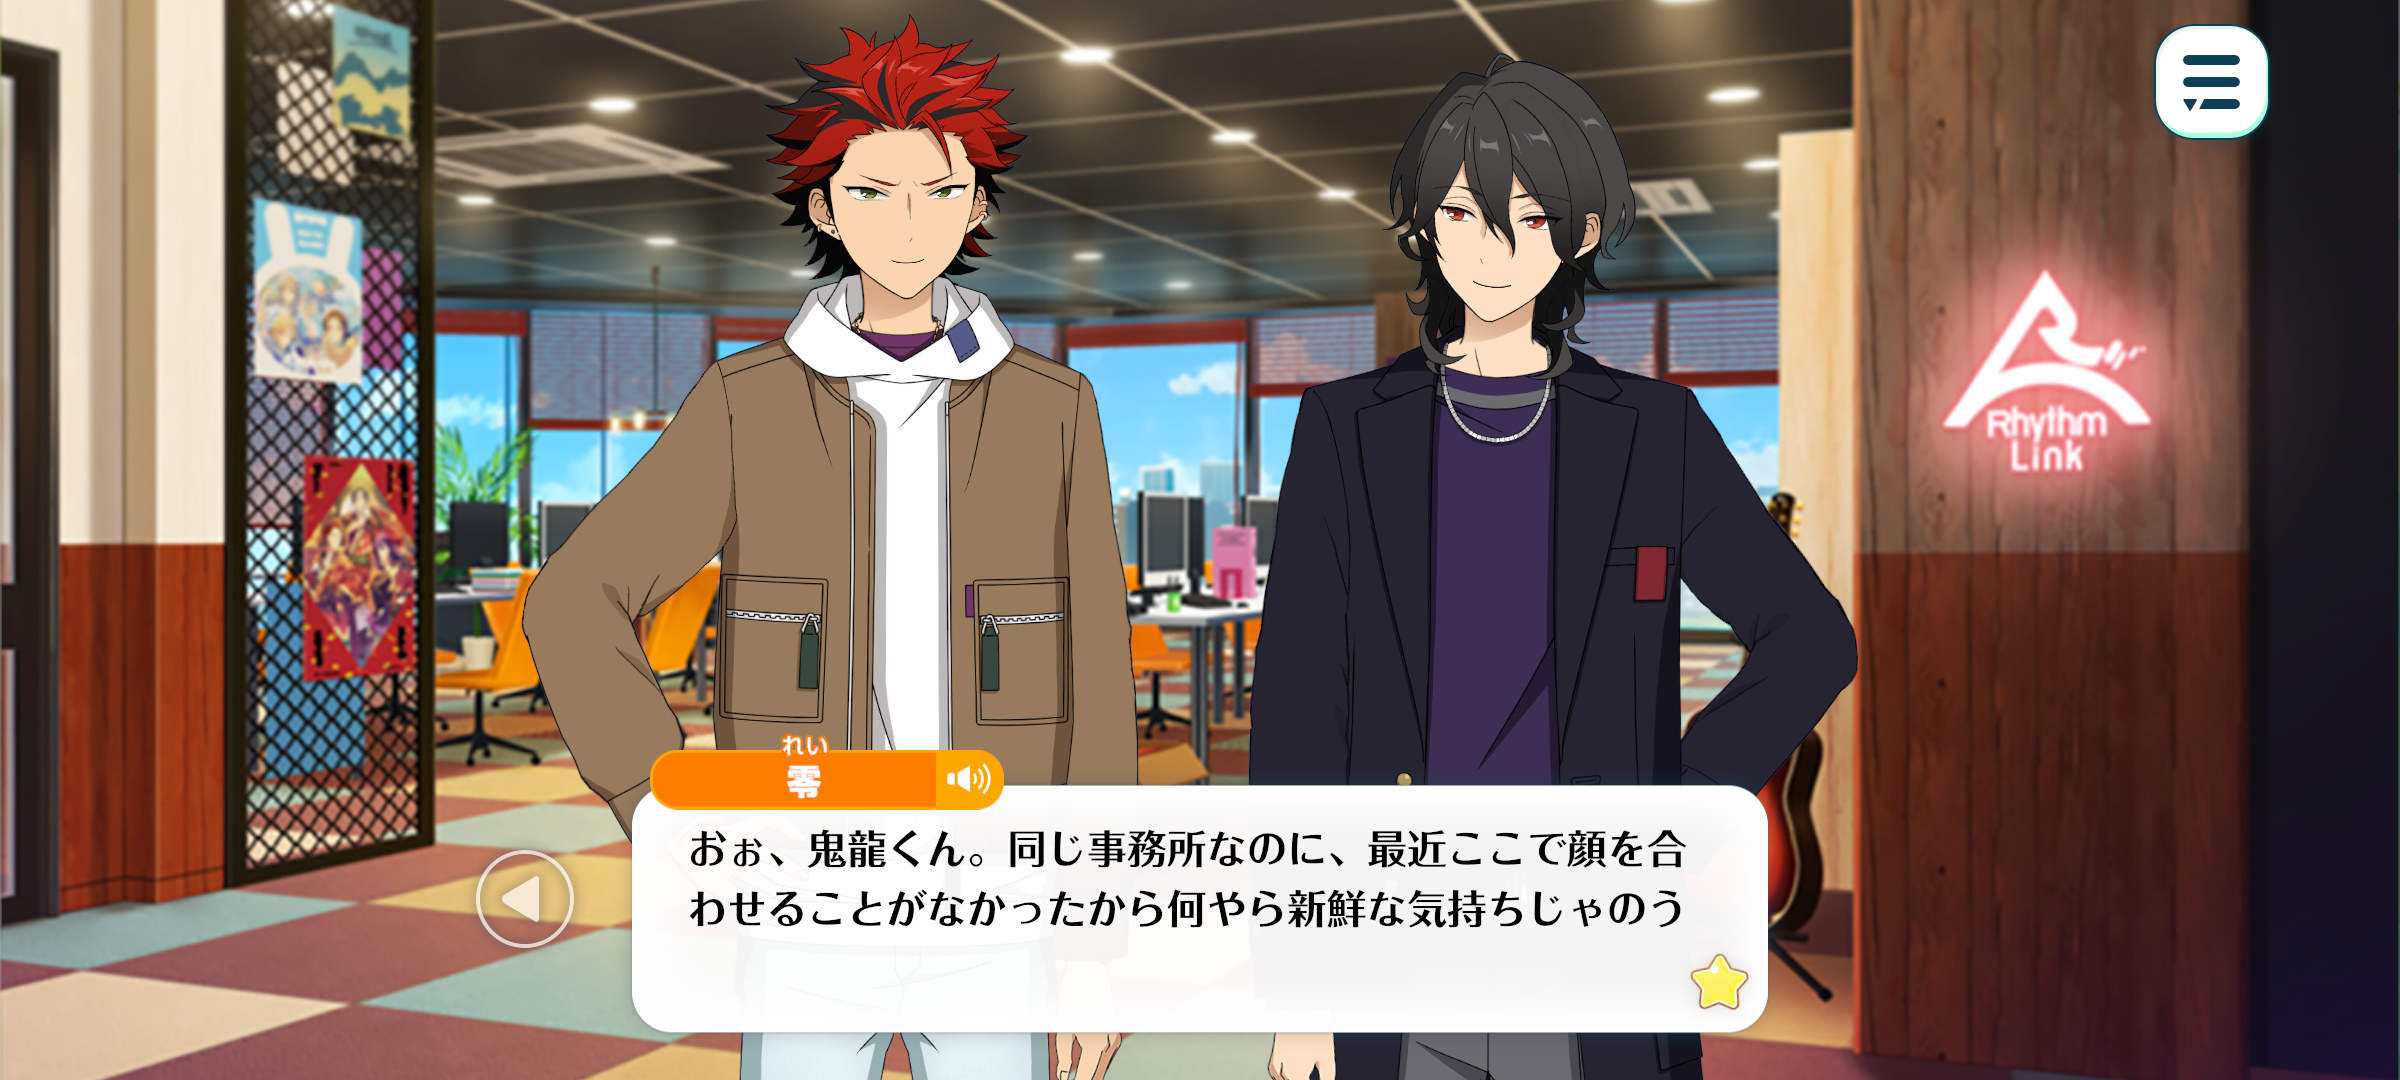 Rhythm
Link
れい
零
おぉ、鬼龍くん。同じ事務所なのに、最近ここで顔を合
わせることがなかったから何やら新鮮な気持ちじゃのう